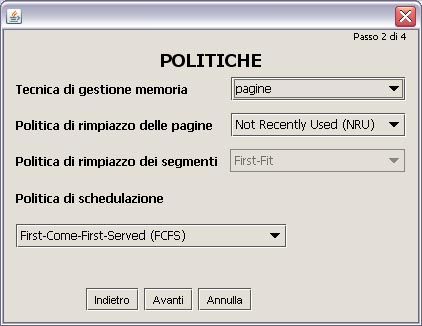 Passo 2 di 4
POLITICHE
Tecnica di gestione memoria pagine
Politica di rimpiazzo delle pagine Not Recently Used (NRU)
Politica di rimpiazzo dei segmenti First-Fit
Politica di schedulazione
First-Come-First-Served (FCFS)
Indietro Avanti Annulla